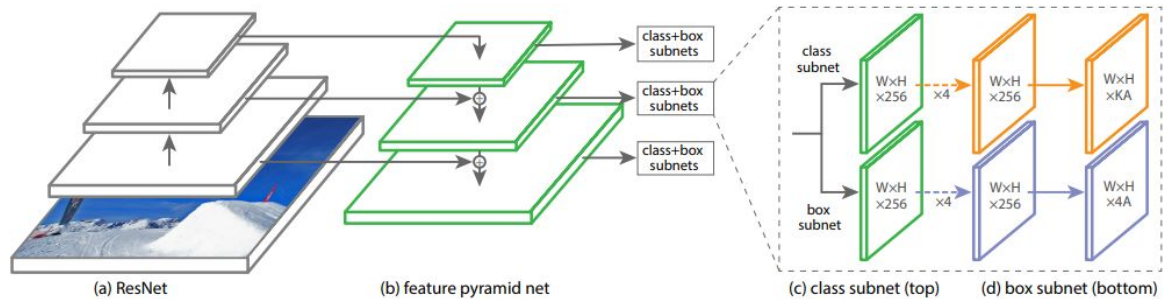 class+box
subnets
class+box
subnets
class+box
subnets
class
subnet
box
subnet
W×H
×256
×4
W×H
×256
W×H
×KA
W×H
×256
×4
W×H
×256
W×H
×4A
(a) ResNet
(b) feature pyramid net
(c) class subnet (top)
(d) box subnet (bottom)